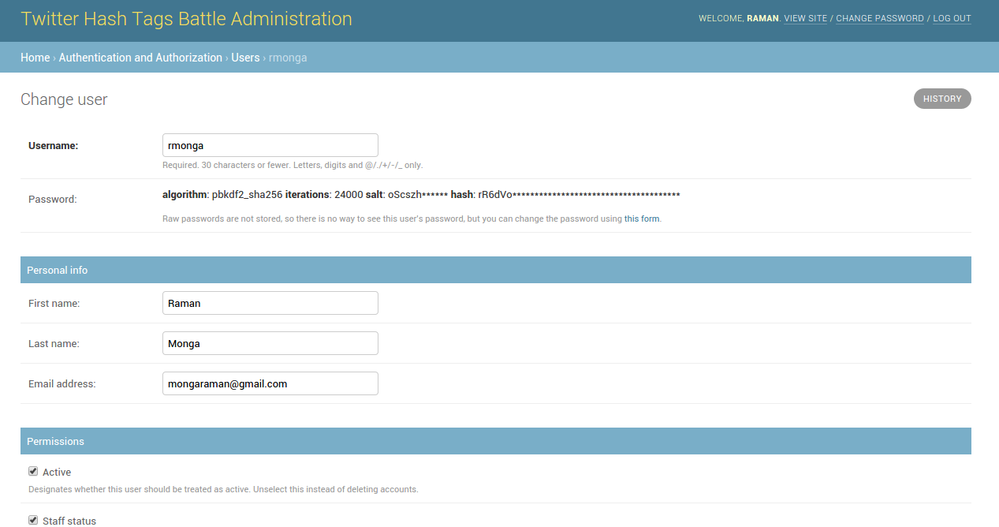 Twitter Hash Tags Battle Administration
WELCOME, RAMAN. VIEW SITE / CHANGE PASSWORD / LOG OUT
Home › Authentication and Authorization › Users › rmonga
Change user
HISTORY
Username:
rmonga
Required. 30 characters or fewer. Letters, digits and @/./+/-/_ only.
Password:
algorithm: pbkdf2_sha256 iterations: 24000 salt: oScszh****** hash: rR6dVo**************************************
Raw passwords are not stored, so there is no way to see this user's password, but you can change the password using this form.
Personal info
First name:
Raman
Last name:
Monga
Email address:
mongaraman@gmail.com
Permissions
Active
Designates whether this user should be treated as active. Unselect this instead of deleting accounts.
Staff status